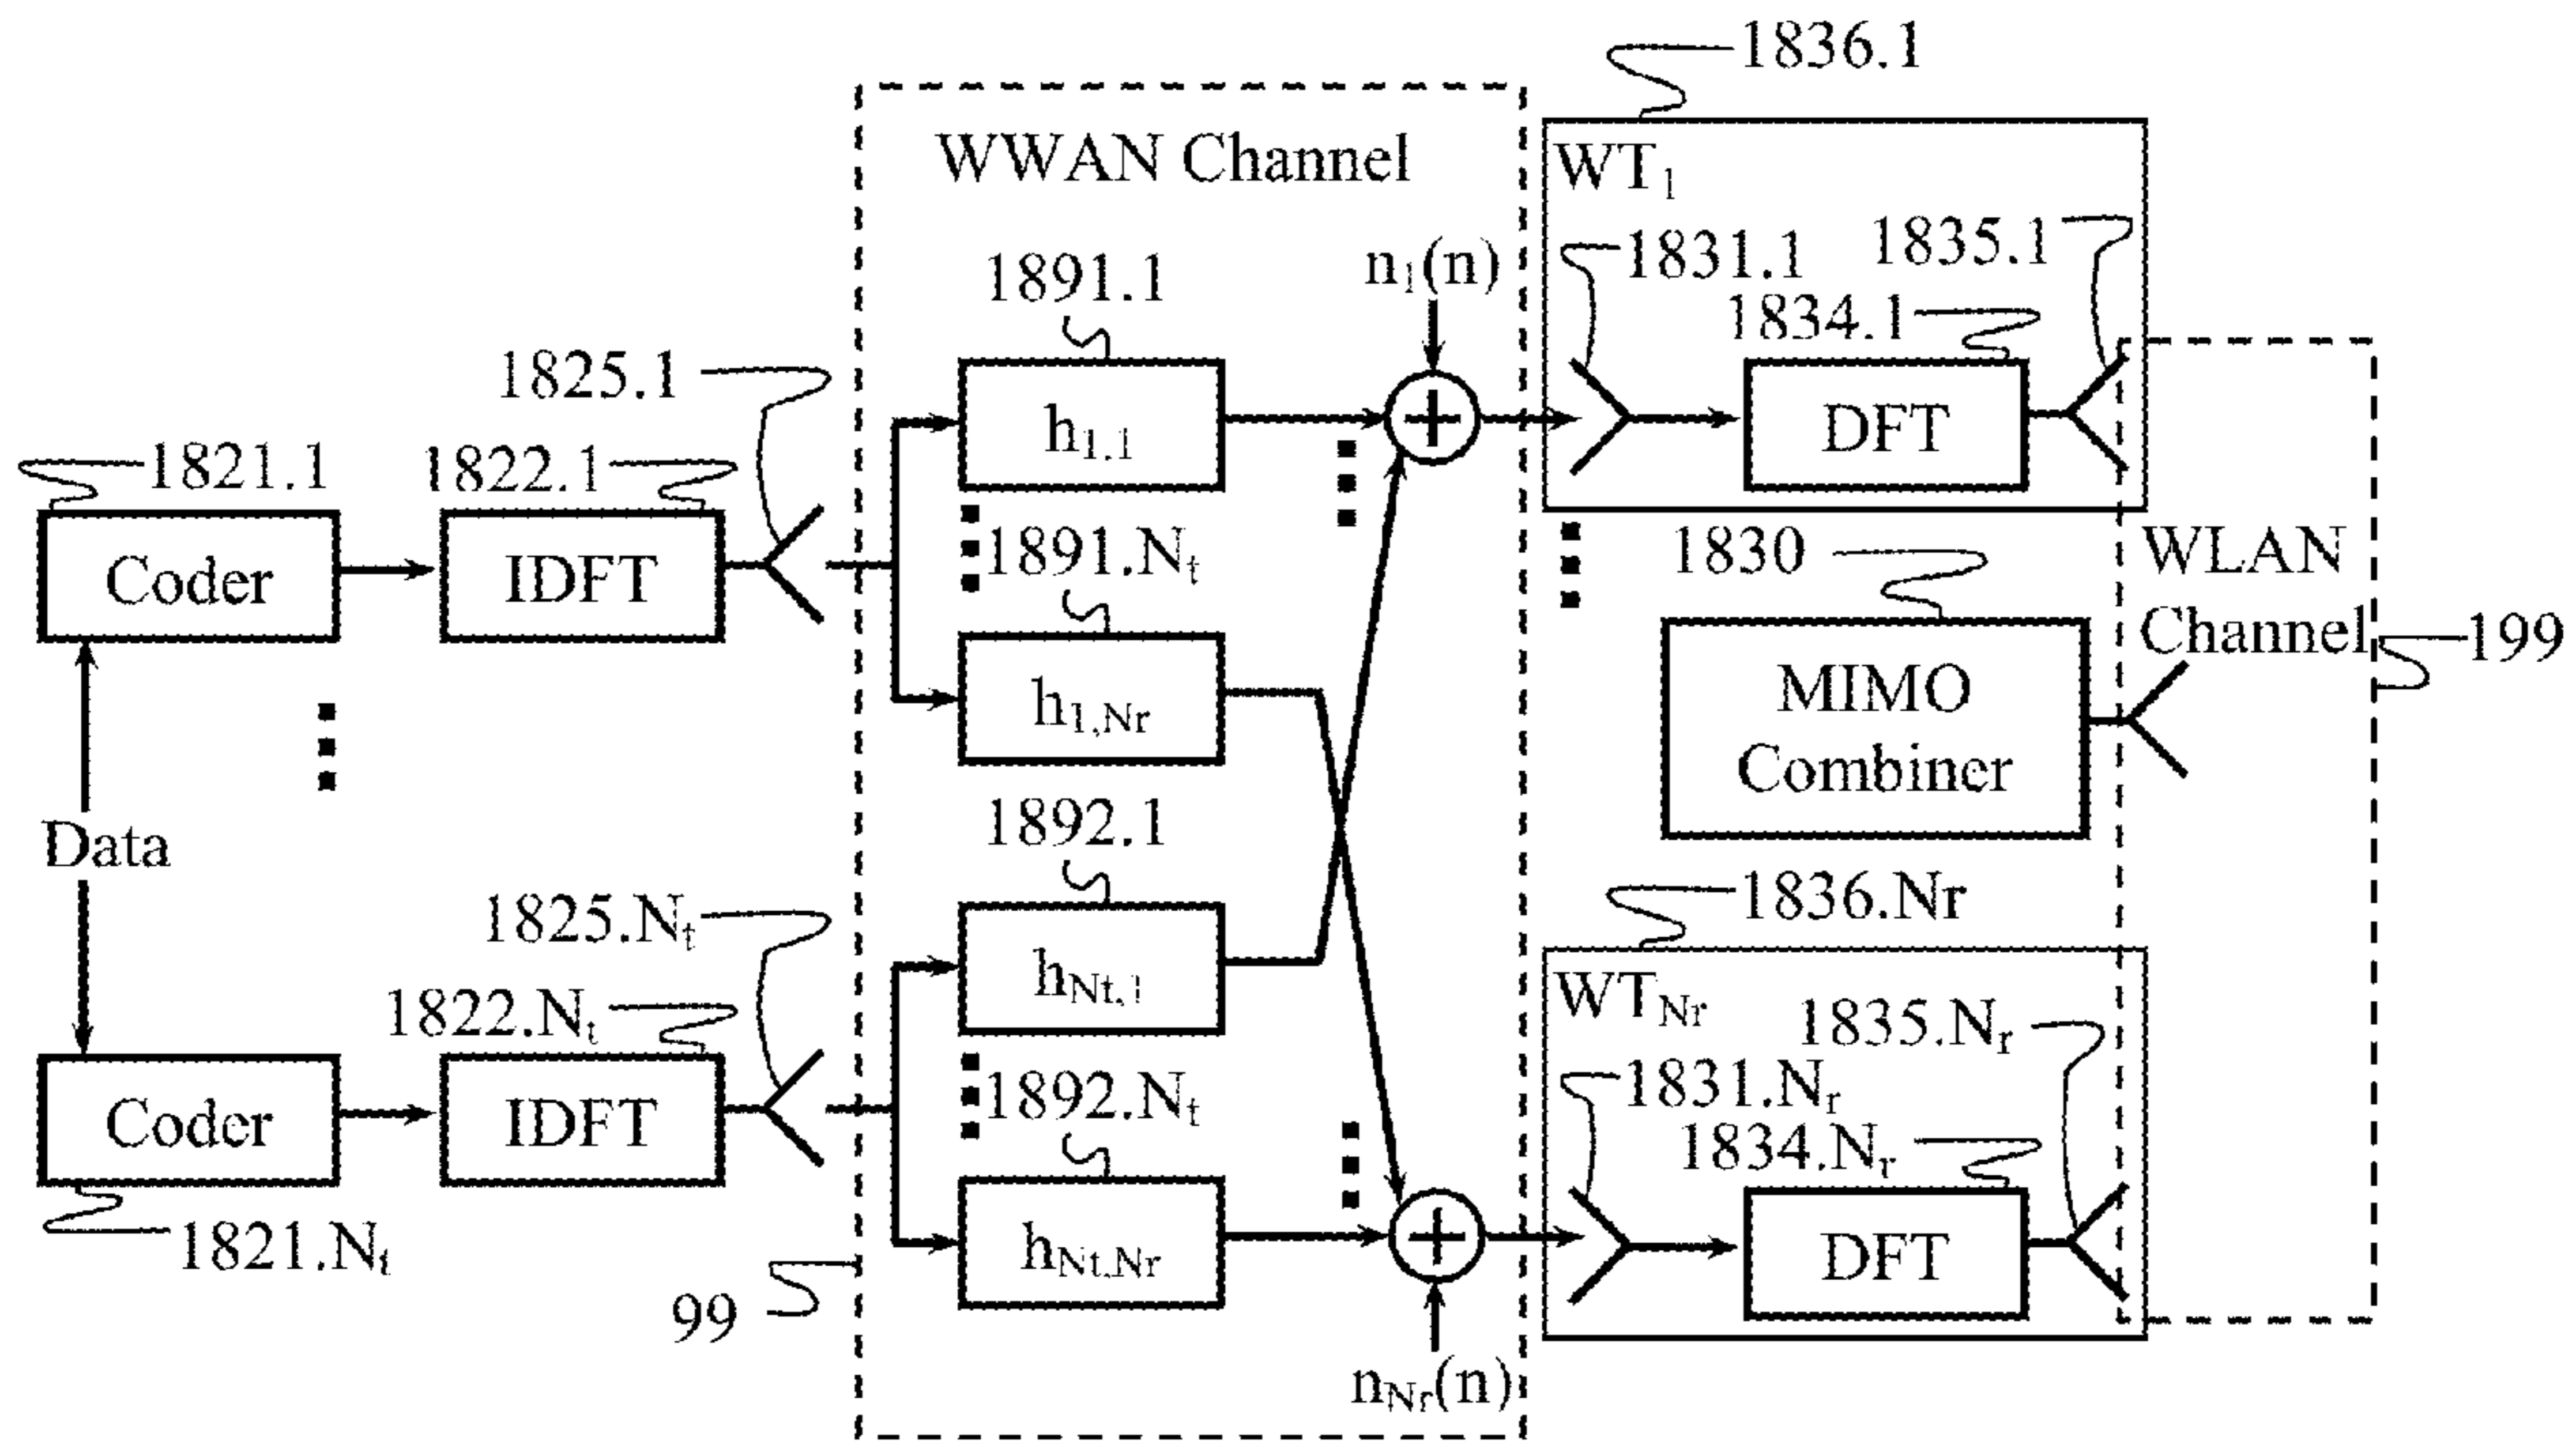 1836.1
WWAN Channel
WT1
1831.1
1835.1
1834.1
n1(n)
1891.1
1825.1
h1,1
DFT
1821.1
1822.1
Coder
IDFT
1891.Nt
1830
WLAN
Channel
199
h1,Nr
MIMO
Combiner
Data
1892.1
1836.Nr
1825.Nt
hNt,1
WTNr
1835.Nr
1822.Nt
1831.Nr
1892.Nt
1834.Nr
Coder
IDFT
1821.Nt
hNt,Nr
DFT
99
nNr(n)